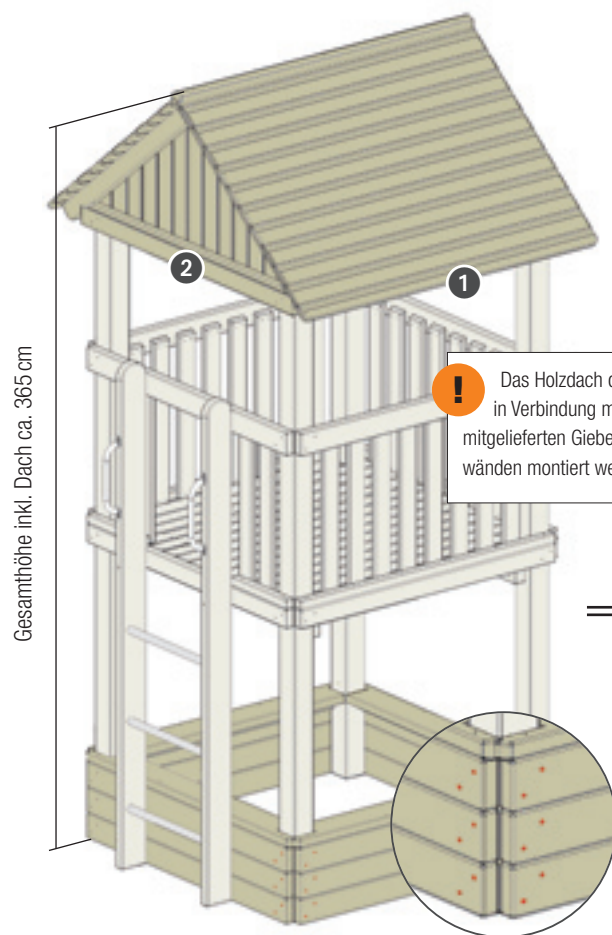 Gesamthöhe inkl. Dach ca. 365 cm
2
1
!
Das Holzdach
in Verbindung
mitgelieferten
wänden montiert